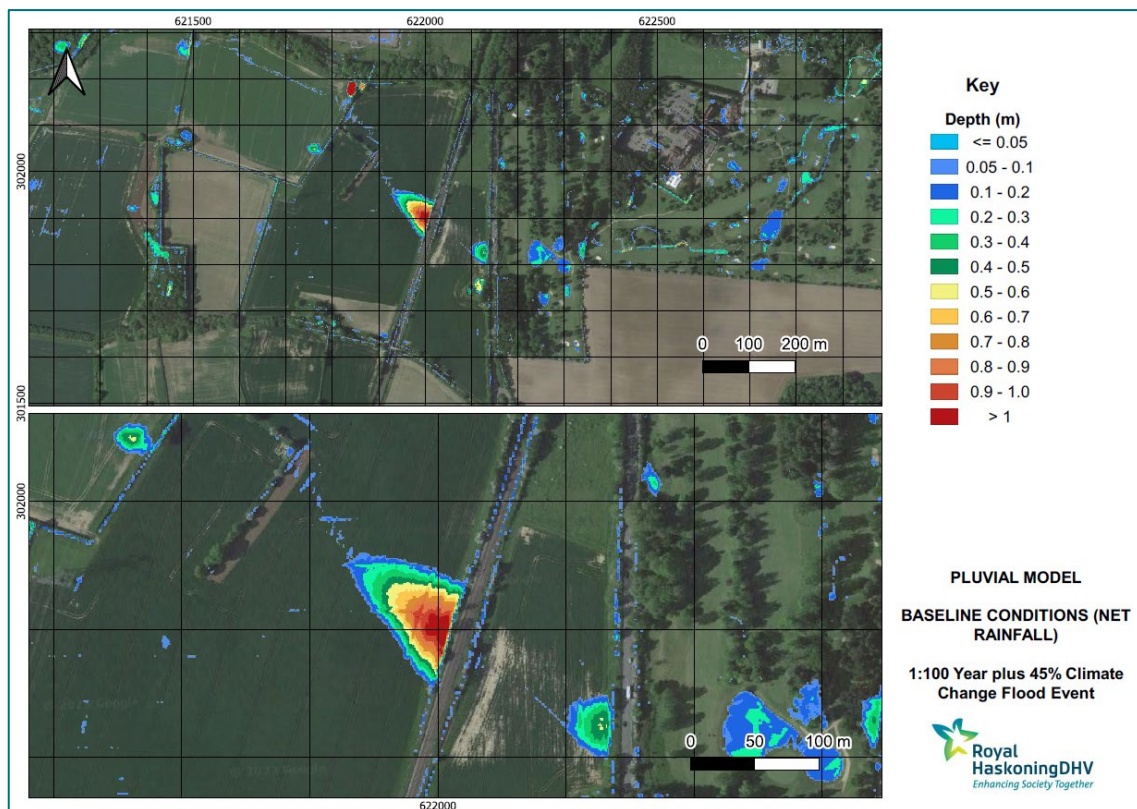 621500
622000
622500
302000
301500
0
100
200 m
302000
0
50
100 m
622000
Key
Depth (m)
<= 0.05
0.05 - 0.1
0.1 - 0.2
0.2 - 0.3
0.3 - 0.4
0.4 - 0.5
0.5 - 0.6
0.6 - 0.7
0.7 - 0.8
0.8 - 0.9
0.9 - 1.0
> 1
PLUVIAL MODEL
BASELINE CONDITIONS (NET
RAINFALL)
1:100 Year plus 45% Climate
Change Flood Event
Royal
HaskoningDHV
Enhancing Society Together